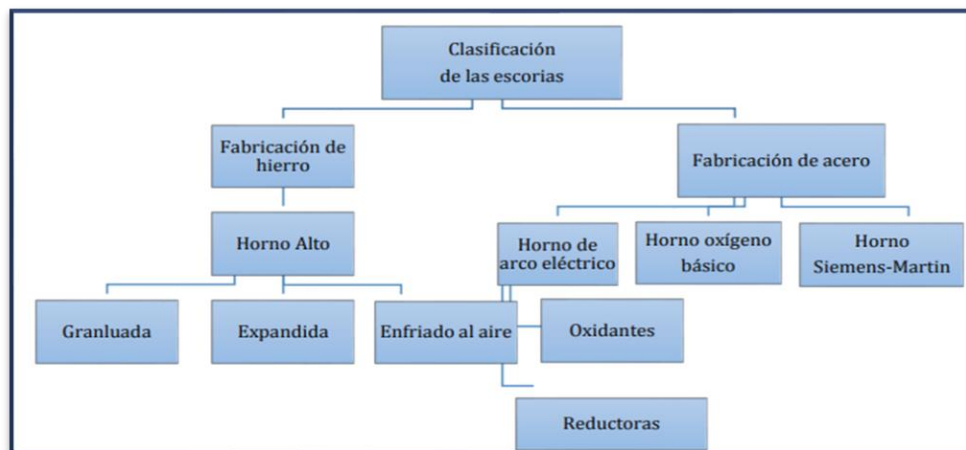 Clasificación
de las escorias
Fabricación de
hierro
Fabricación de acero
Horno Alto
Horno de
arco eléctrico
Horno oxígeno
básico
Horno
Siemens-Martin
Granluada
Expandida
Enfriado al aire
Oxidantes
Reductoras